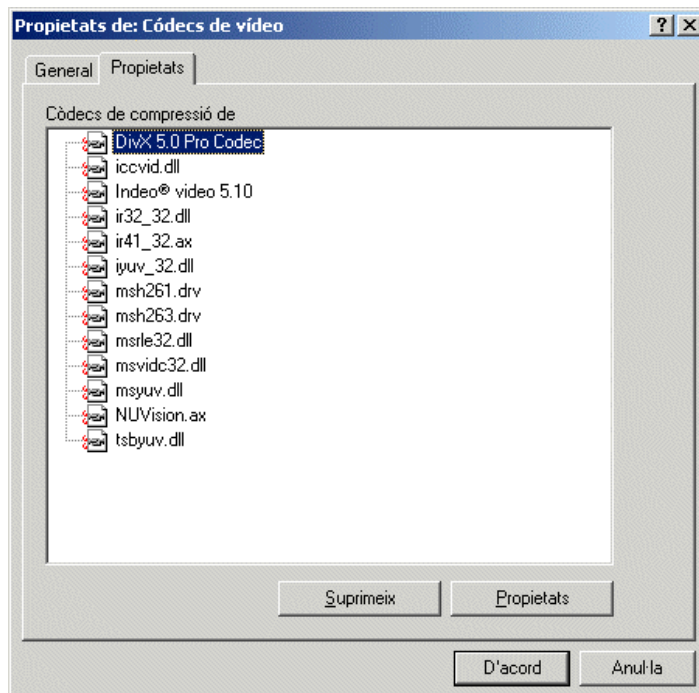 Propietats de: Códecs de vídeo
General
Propietats
Còdecs de compressió de
DivX 5.0 Pro Codec
iccvid.dll
Indeo® video 5.10
ir32_32.dll
ir41_32.ax
iyuv_32.dll
msh261.drv
msh263.drv
msrle32.dll
msvidc32.dll
msyuv.dll
NUVision.ax
tsbyuv.dll
Suprimeix
Propietats
D'acord
Anul·la